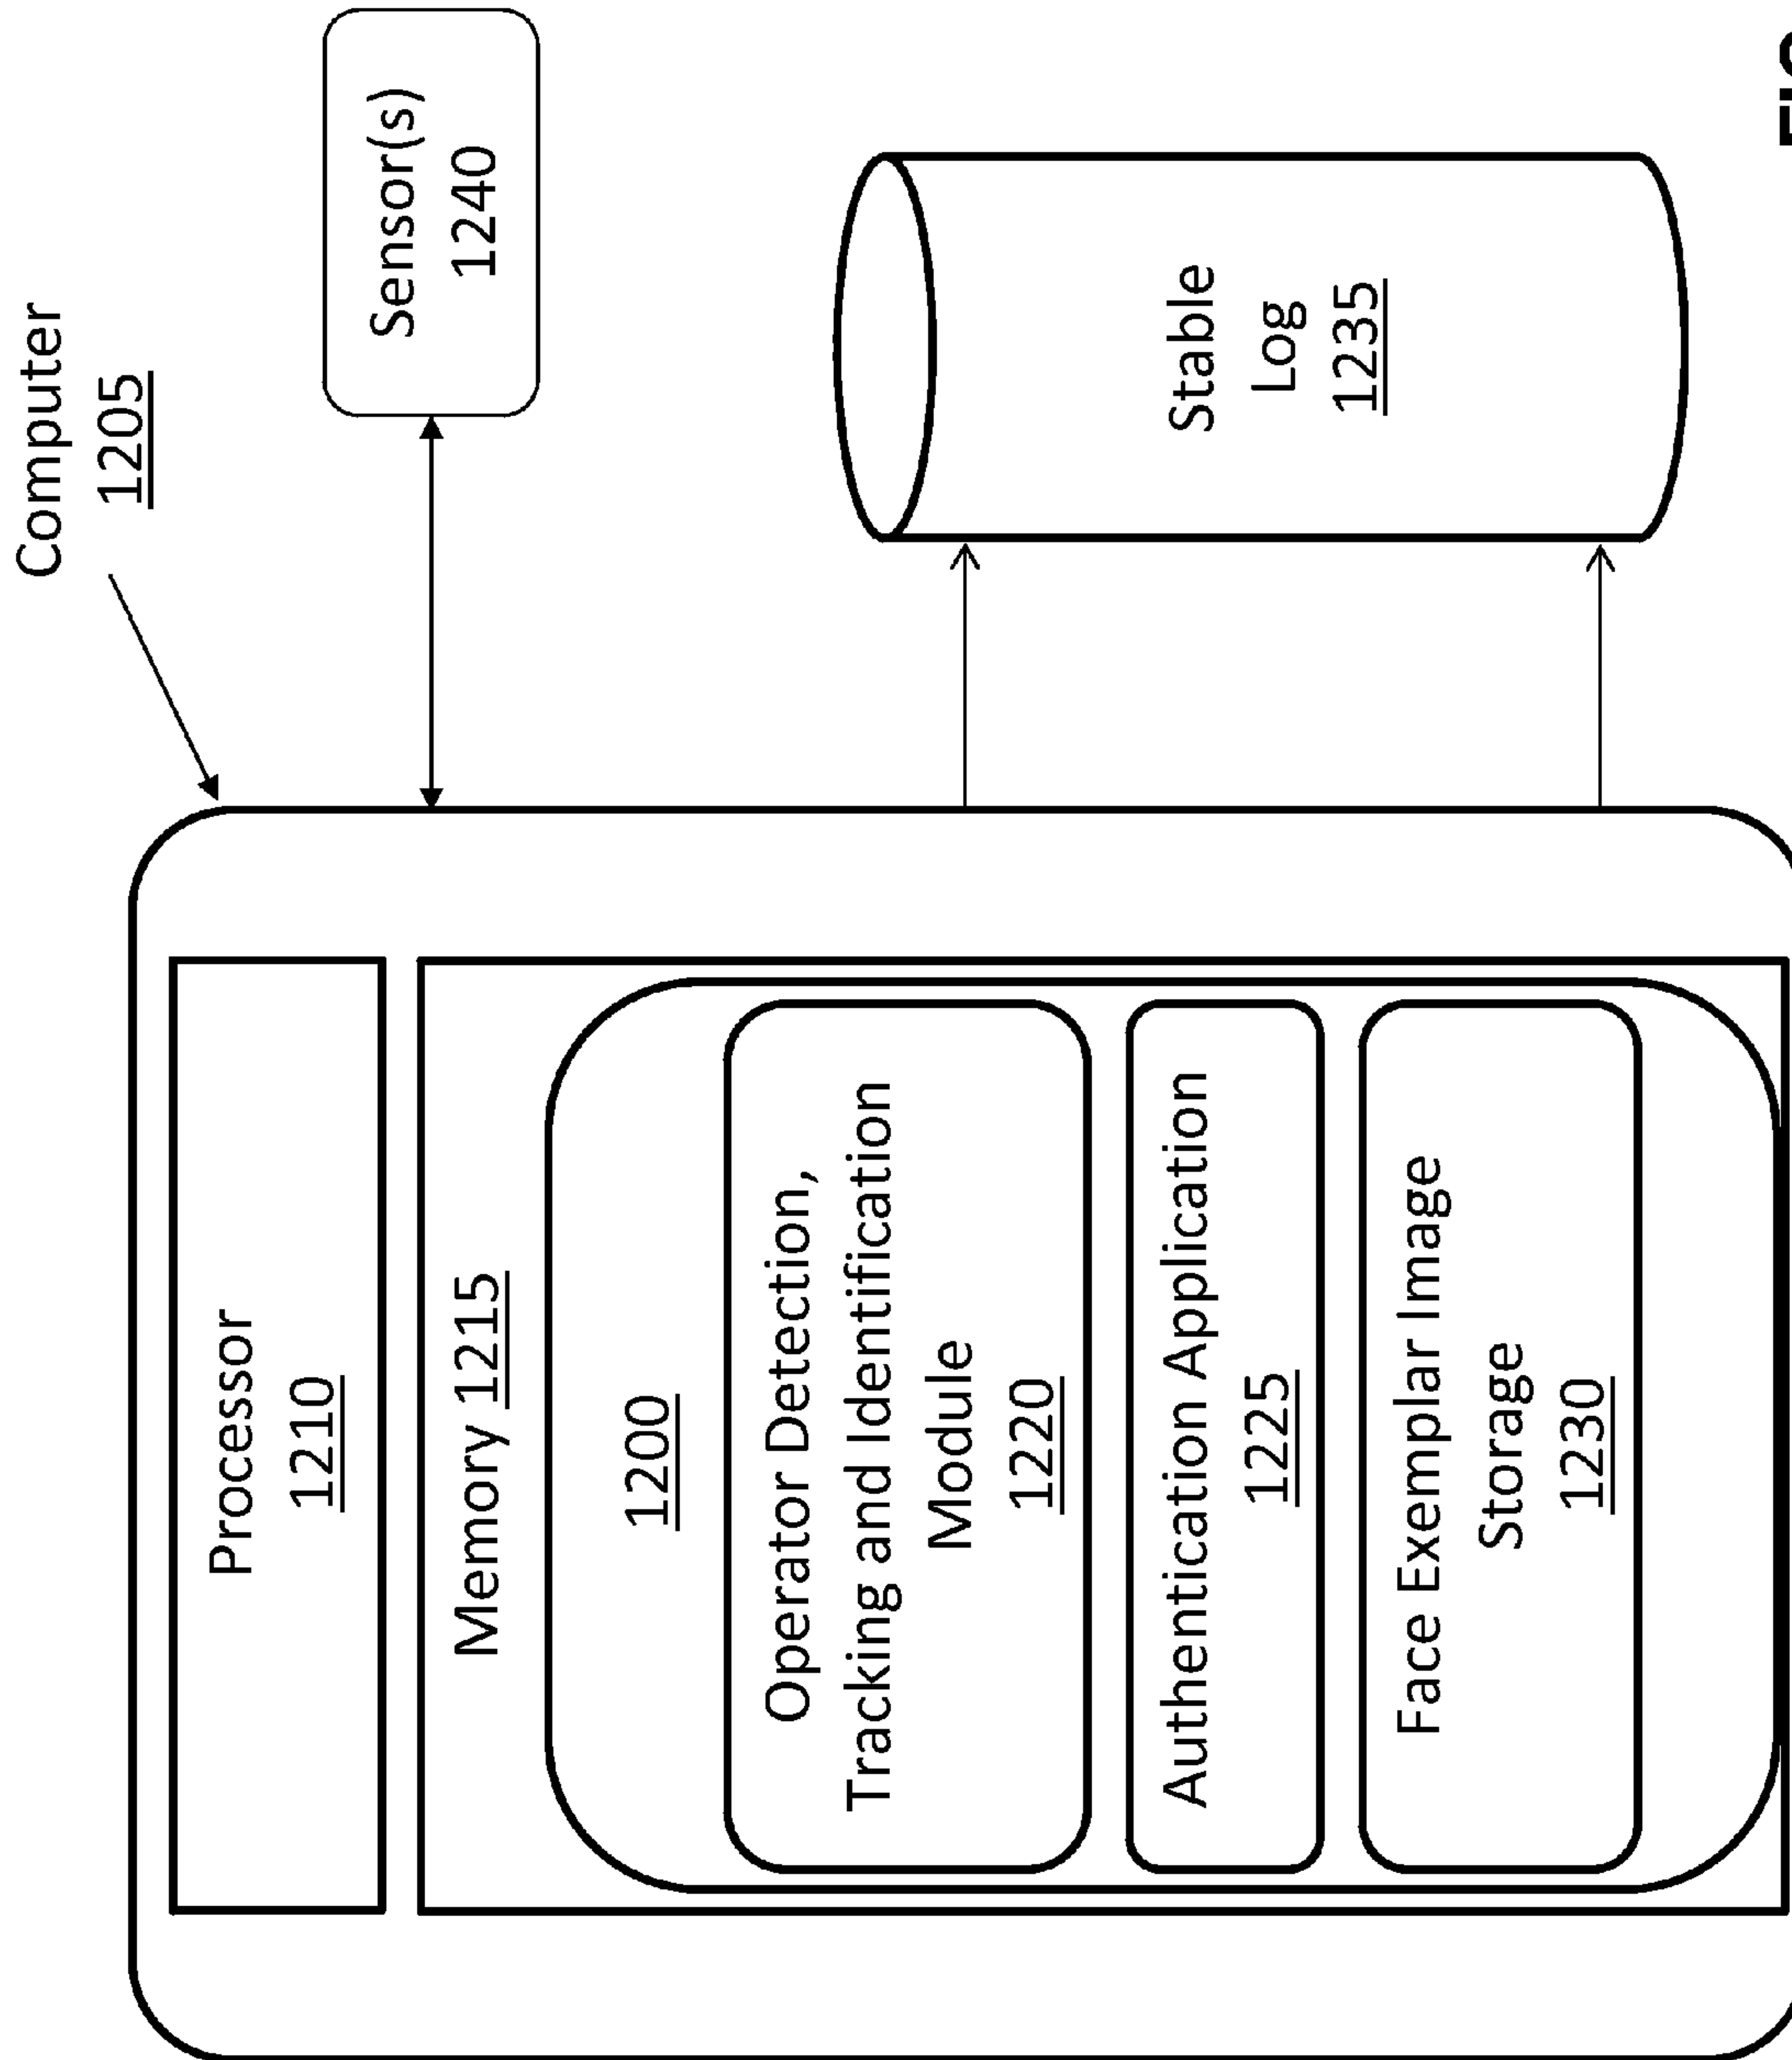 Computer
1205
Processor
1210
Sensor(s)
1240
Memory 1215
1200
Operator Detection,
Tracking and Identification
Module
1220
Authentication Application
1225
Face Exemplar Image
Storage
1230
Stable
Log
1235